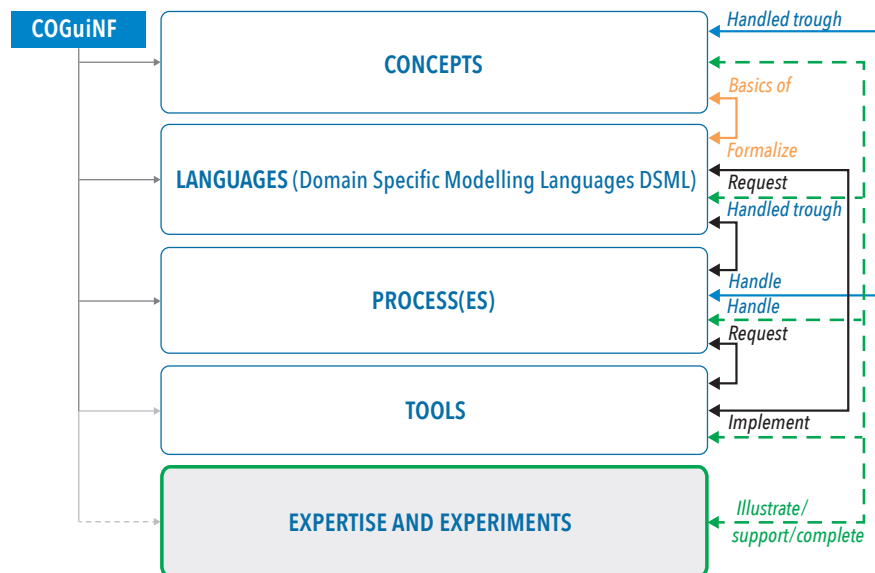 COGuiNF
Handled trough
CONCEPTS
Basics of
Formalize
LANGUAGES (Domain Specific Modelling Languages DSML)
Request
Handled trough
Handle
PROCESS(ES)
Handle
Request
TOOLS
Implement
EXPERTISE AND EXPERIMENTS
Illustrate/
support/complete